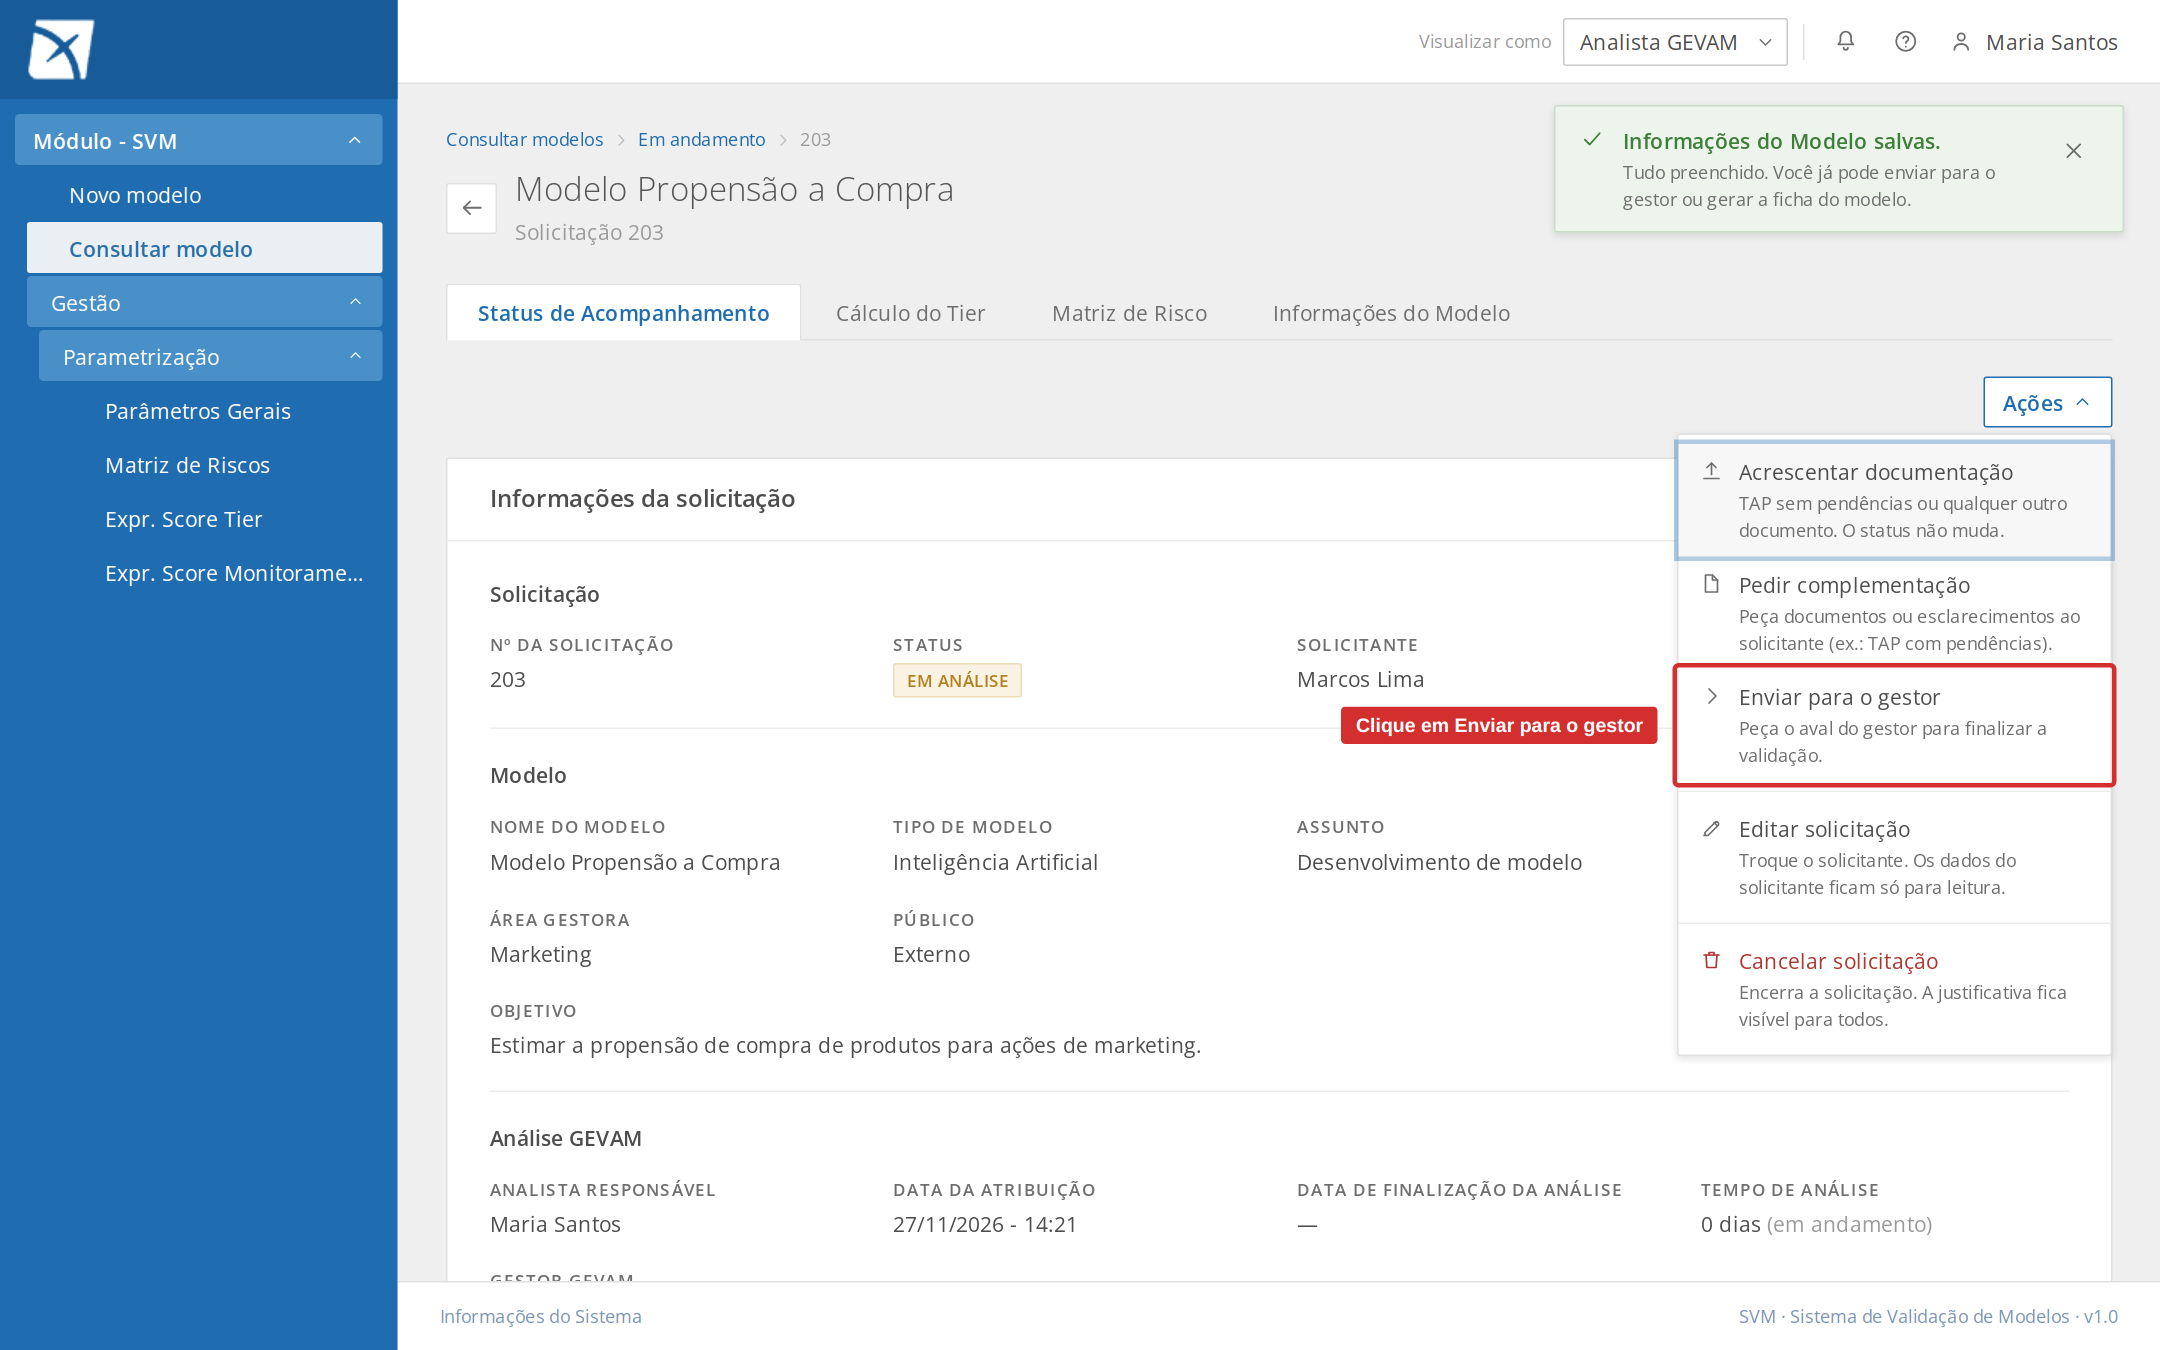 Visualizar como
Analista GEVAM
Maria Santos
Módulo - SVM
Novo modelo
Consultar modelo
Gestão
Parametrização
Parâmetros Gerais
Matriz de Riscos
Expr. Score Tier
Expr. Score Monitorame...
Consultar modelos > Em andamento > 203
Modelo Propensão a Compra
Solicitação 203
Informações do Modelo salvas.
Tudo preenchido. Você já pode enviar para o
gestor ou gerar a ficha do modelo.
Status de Acompanhamento
Cálculo do Tier
Matriz de Risco
Informações do Modelo
Ações
Acrescentar documentação
TAP sem pendências ou qualquer outro
documento. O status não muda.
Pedir complementação
Peça documentos ou esclarecimentos ao
solicitante (ex.: TAP com pendências).
Clique em Enviar para o gestor
Enviar para o gestor
Peça o aval do gestor para finalizar a
validação.
Editar solicitação
Troque o solicitante. Os dados do
solicitante ficam só para leitura.
Cancelar solicitação
Encerra a solicitação. A justificativa fica
visível para todos.
Informações da solicitação
Solicitação
Nº DA SOLICITAÇÃO
203
STATUS
EM ANÁLISE
SOLICITANTE
Marcos Lima
Modelo
NOME DO MODELO
Modelo Propensão a Compra
TIPO DE MODELO
Inteligência Artificial
ASSUNTO
Desenvolvimento de modelo
ÁREA GESTORA
Marketing
PÚBLICO
Externo
OBJETIVO
Estimar a propensão de compra de produtos para ações de marketing.
Análise GEVAM
ANALISTA RESPONSÁVEL
Maria Santos
DATA DA ATRIBUIÇÃO
27/11/2026 - 14:21
DATA DE FINALIZAÇÃO DA ANÁLISE
—
TEMPO DE ANÁLISE
0 dias (em andamento)
GESTOR GEVAM
Informações do Sistema
SVM · Sistema de Validação de Modelos · v1.0